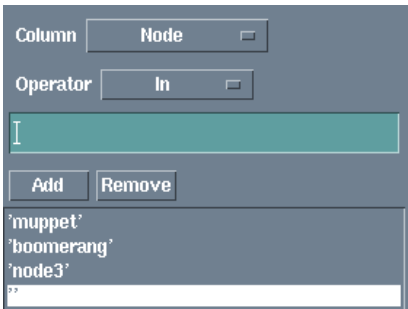 Column Node
Operator In
Add Remove
'muppet'
'boomerang'
'node3'
''